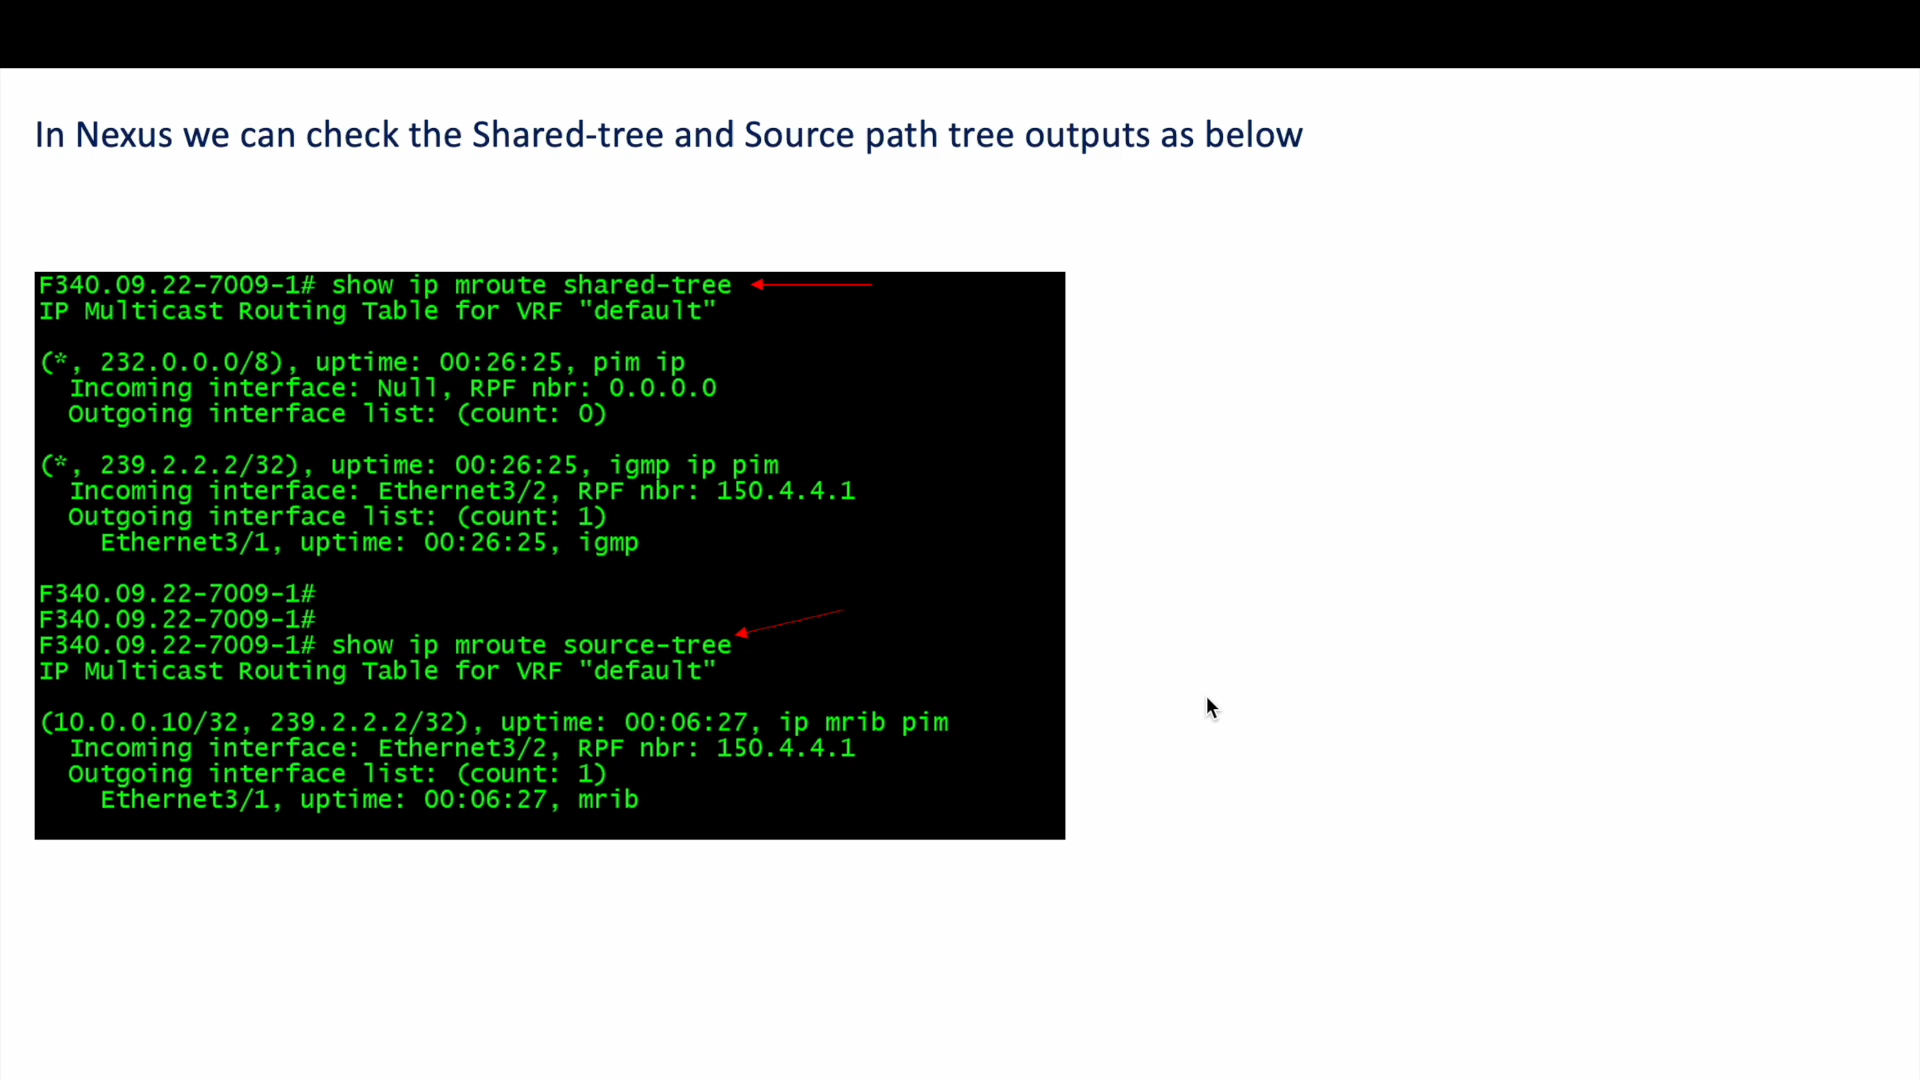 In Nexus we can check the Shared-tree and Source path tree outputs as below
F340.09.22-7009-1# show ip mroute shared-tree
IP Multicast Routing Table for VRF "default"
(*, 232.0.0.0/8), uptime: 00:26:25, pim ip
Incoming interface: Null, RPF nbr: 0.0.0.0
Outgoing interface list: (count: 0)
(*, 239.2.2.2/32), uptime: 00:26:25, igmp ip pim
Incoming interface: Ethernet3/2, RPF nbr: 150.4.4.1
Outgoing interface list: (count: 1)
Ethernet3/1, uptime: 00:26:25, igmp
F340.09.22-7009-1#
F340.09.22-7009-1#
F340.09.22-7009-1# show ip mroute source-tree
IP Multicast Routing Table for VRF "default"
(10.0.0.10/32, 239.2.2.2/32), uptime: 00:06:27, ip mrib pim
Incoming interface: Ethernet3/2, RPF nbr: 150.4.4.1
Outgoing interface list: (count: 1)
Ethernet3/1, uptime: 00:06:27, mrib